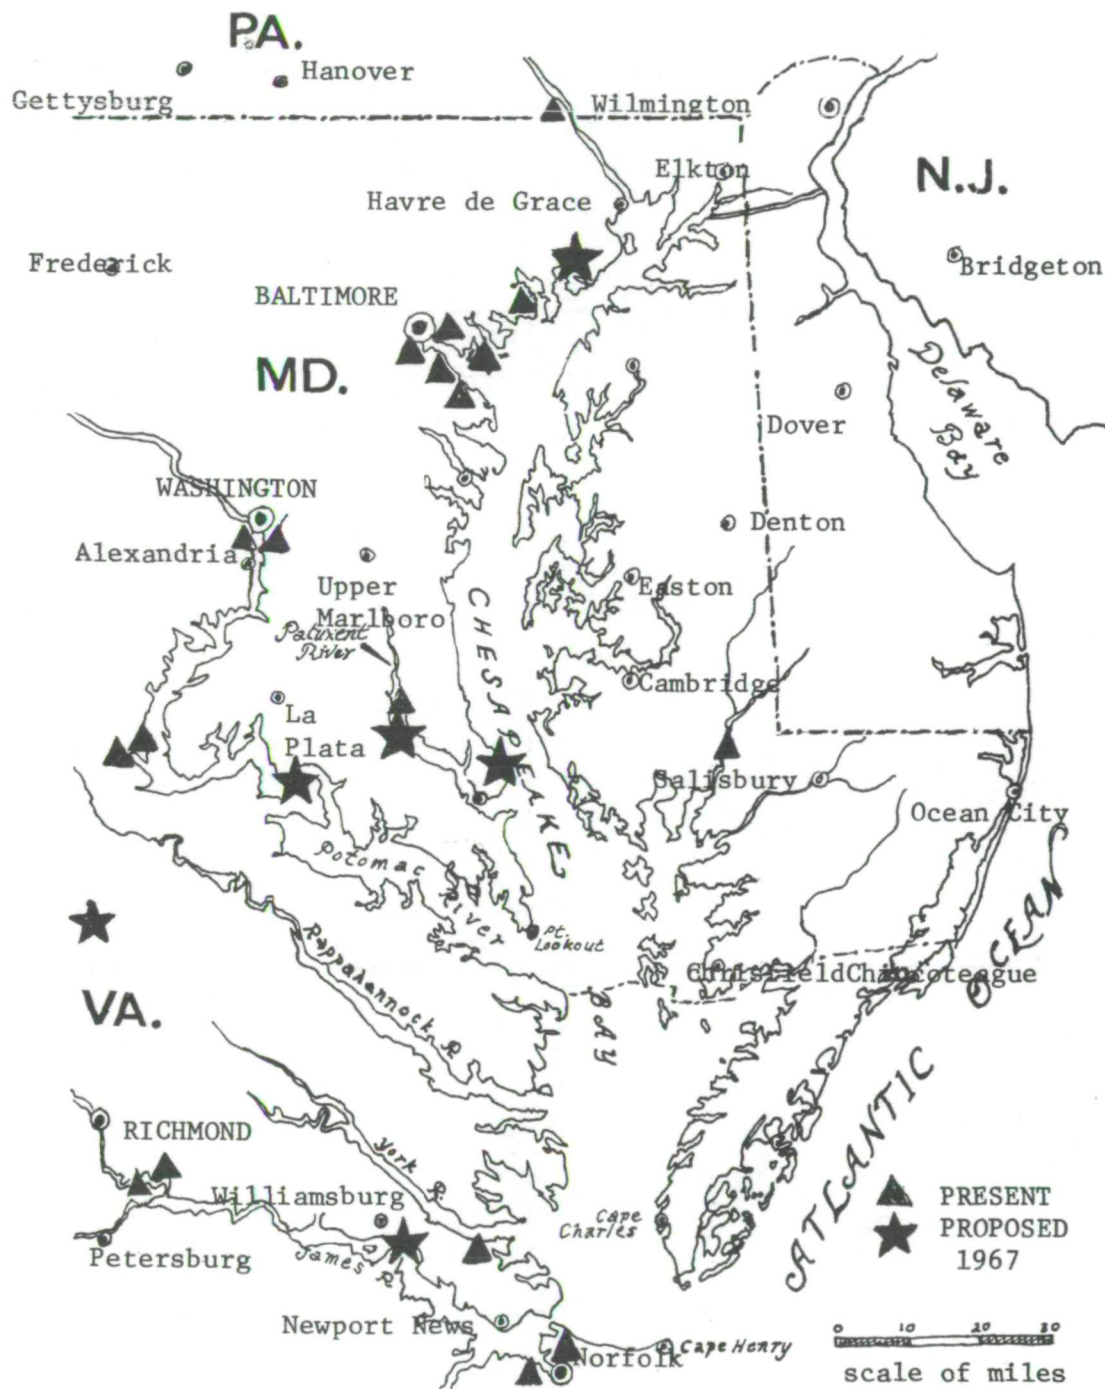 PA.
Hanover
Gettysburg
Wilmington
Elkton
N.J.
Havre de Grace
Frederick
Bridgeton
BALTIMORE
MD.
Delaware
Bay
Dover
WASHINGTON
Denton
Alexandria
Upper
Marlboro
Easton
CHESAPEAKE
Patuxent
River
Cambridge
La
Plata
Salisbury
Ocean City
Potomac
River
Pt.
Lookout
Rappahannock R.
ChrisfieldChincoteague
VA.
BAY
ATLANTIC
OCEAN
RICHMOND
York R.
Williamsburg
Cape
Charles
PRESENT
PROPOSED
1967
Petersburg
James R.
Newport News
Cape Henry
Norfolk
0 10 20 30
scale of miles